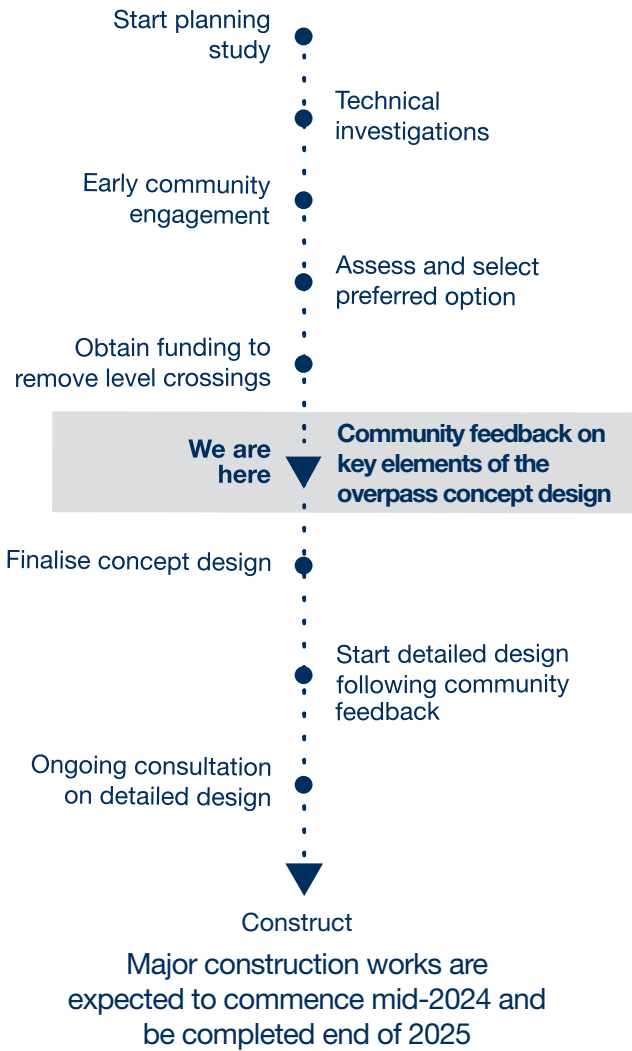 Start planning
study
Technical
investigations
Early community
engagement
Assess and select
preferred option
Obtain funding to
remove level crossings
We are
here
Community feedback on
key elements of the
overpass concept design
Finalise concept design
Start detailed design
following community
feedback
Ongoing consultation
on detailed design
Construct
Major construction works are
expected to commence mid-2024 and
be completed end of 2025